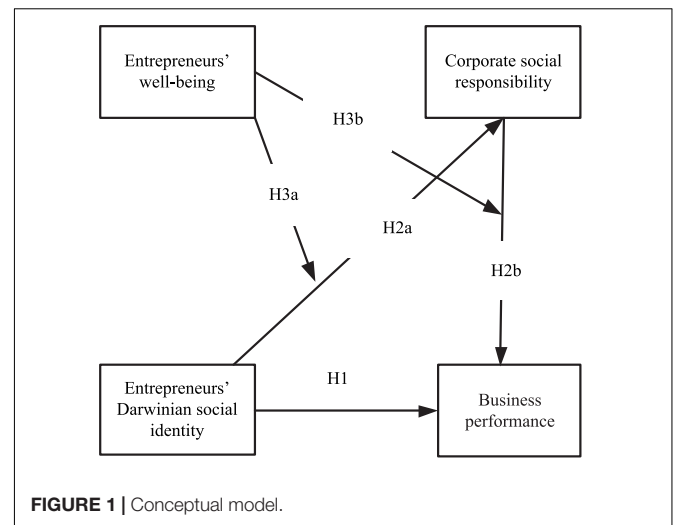 Entrepreneurs'
well-being
Corporate social
responsibility
H3b
H3a
H2a
H2b
H1
Entrepreneurs'
Darwinian social
identity
Business
performance
FIGURE 1 | Conceptual model.